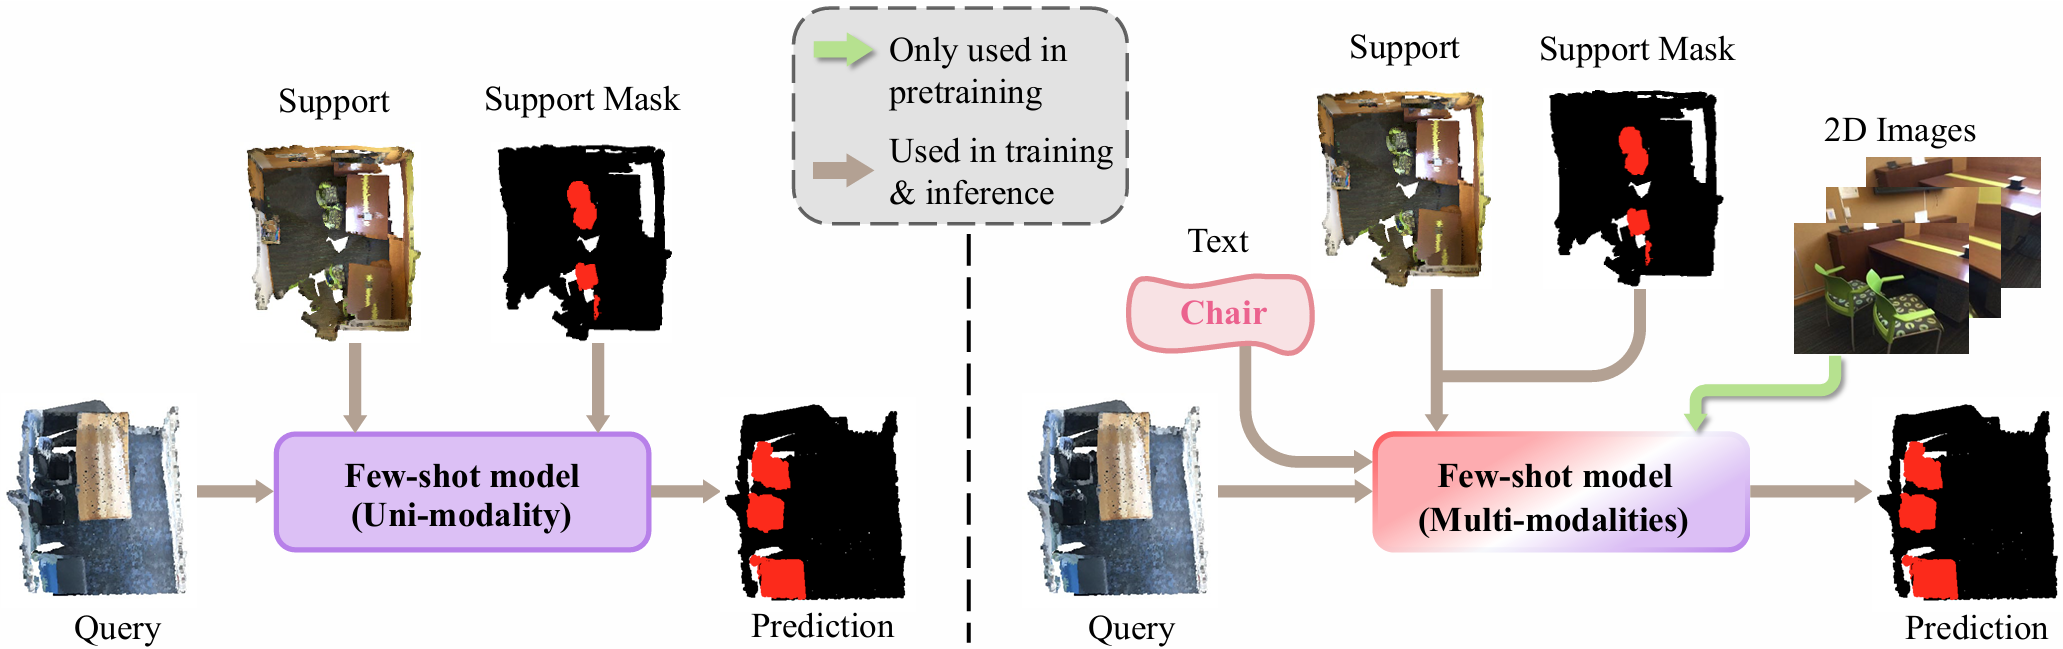 Support
Support Mask
Few-shot model
(Uni-modality)
Query
Prediction
Only used in
pretraining
Used in training
& inference
Support
Support Mask
2D Images
Text
Chair
Few-shot model
(Multi-modalities)
Query
Prediction